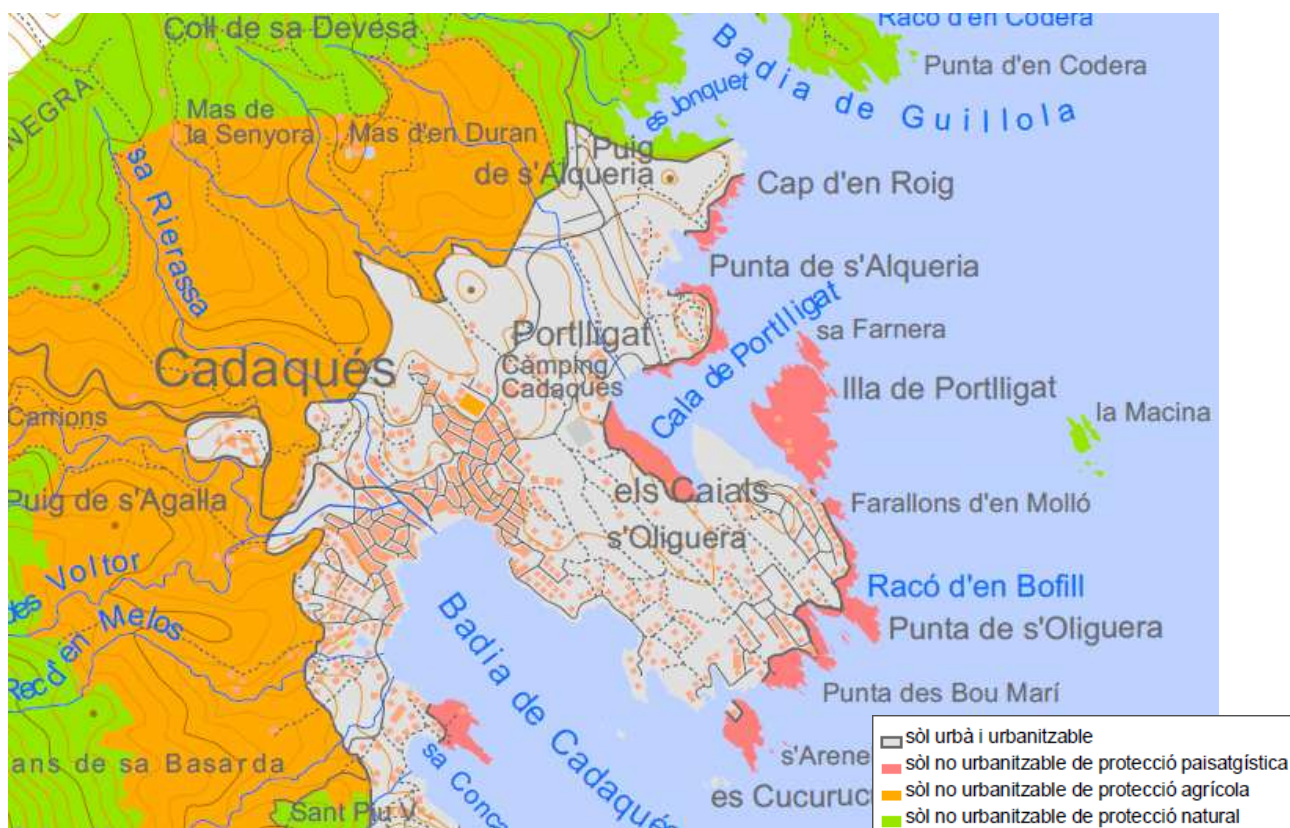 Racó d'en Codera
Coll de sa Devesa
Badia de Guillola
Punta d'en Codera
NEGRA
Mas de
la Senyora
Mas d'en Duran
es Jonquet
Puig
de s'Alqueria
Cap d'en Roig
sa Rierassa
Punta de s'Alqueria
Portlligat
Càmping
Cadaqués
Cala de Portlligat
sa Farnera
Cadaqués
Illa de Portlligat
la Macina
Carrions
els Caials
Puig de s'Agalla
Farallons d'en Molló
s'Oliguera
des Voltor
Racó d'en Bofill
Rec d'en Melos
Punta de s'Oliguera
Badia de Cadaqués
Punta des Bou Marí
ans de sa Basarda
sa Conca
s'Arene
es Cucuruc
Sant Piu V
sòl urbà i urbanitzable
sòl no urbanitzable de protecció paisatgística
sòl no urbanitzable de protecció agrícola
sòl no urbanitzable de protecció natural